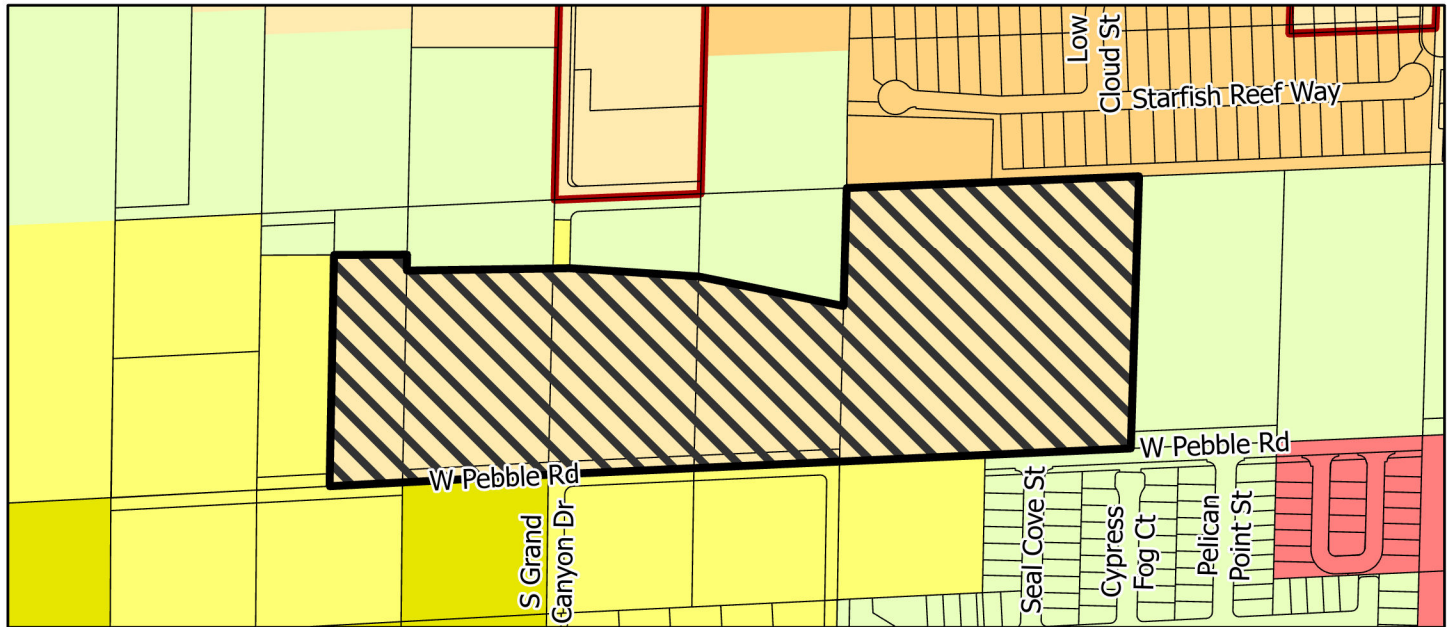 Low
Cloud St
Starfish Reef Way
W Pebble Rd
W Pebble Rd
S Grand
Canyon Dr
Seal Cove St
Cypress
Fog Ct
Pelican
Point St